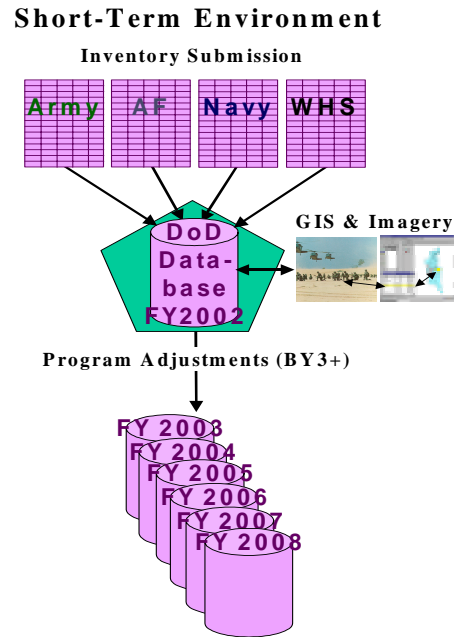 Short-Term Environment
Inventory Submission
Army AF Navy WHS
GIS & Imagery
DoD
Data-
base
FY2002
Program Adjustments (BY3+)
FY 2003
FY 2004
FY 2005
FY 2006
FY 2007
FY 2008